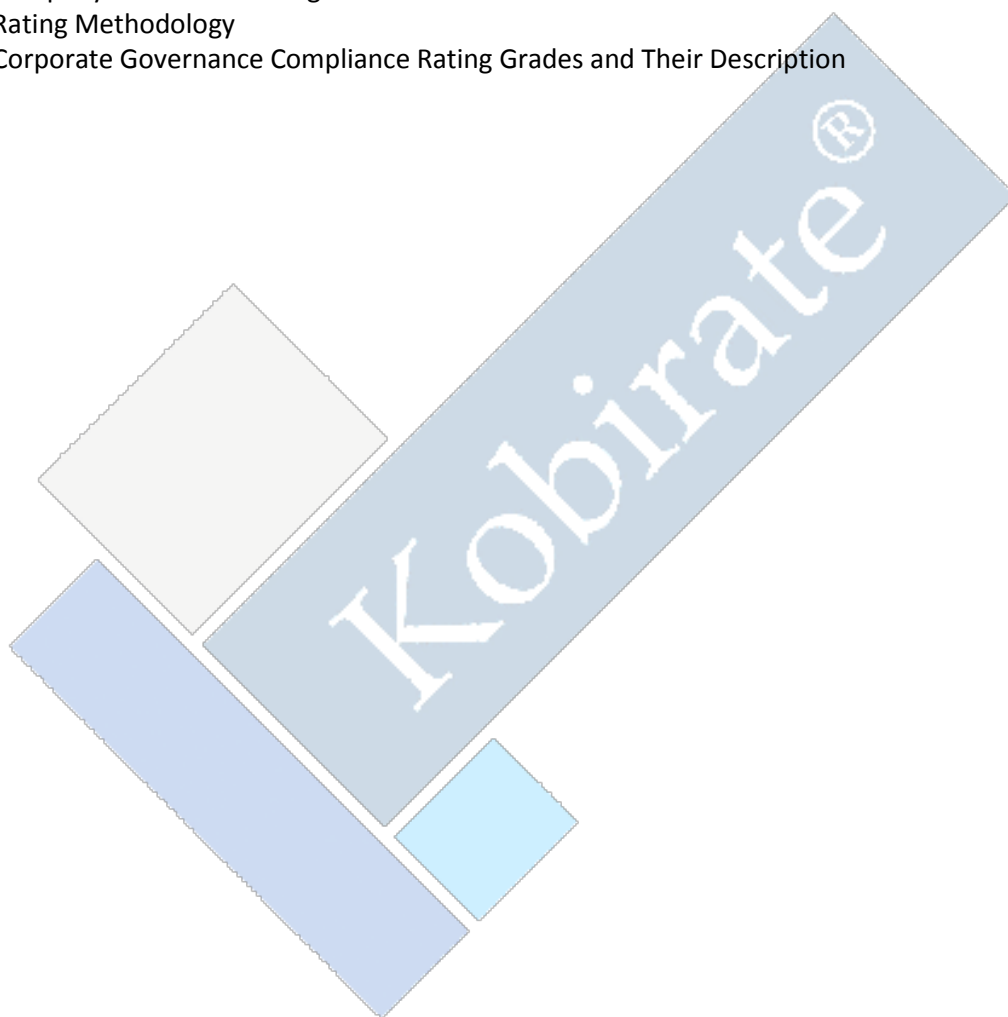 Rating Methodology
Corporate Governance Compliance Rating Grades and Their Description
Kobirate®